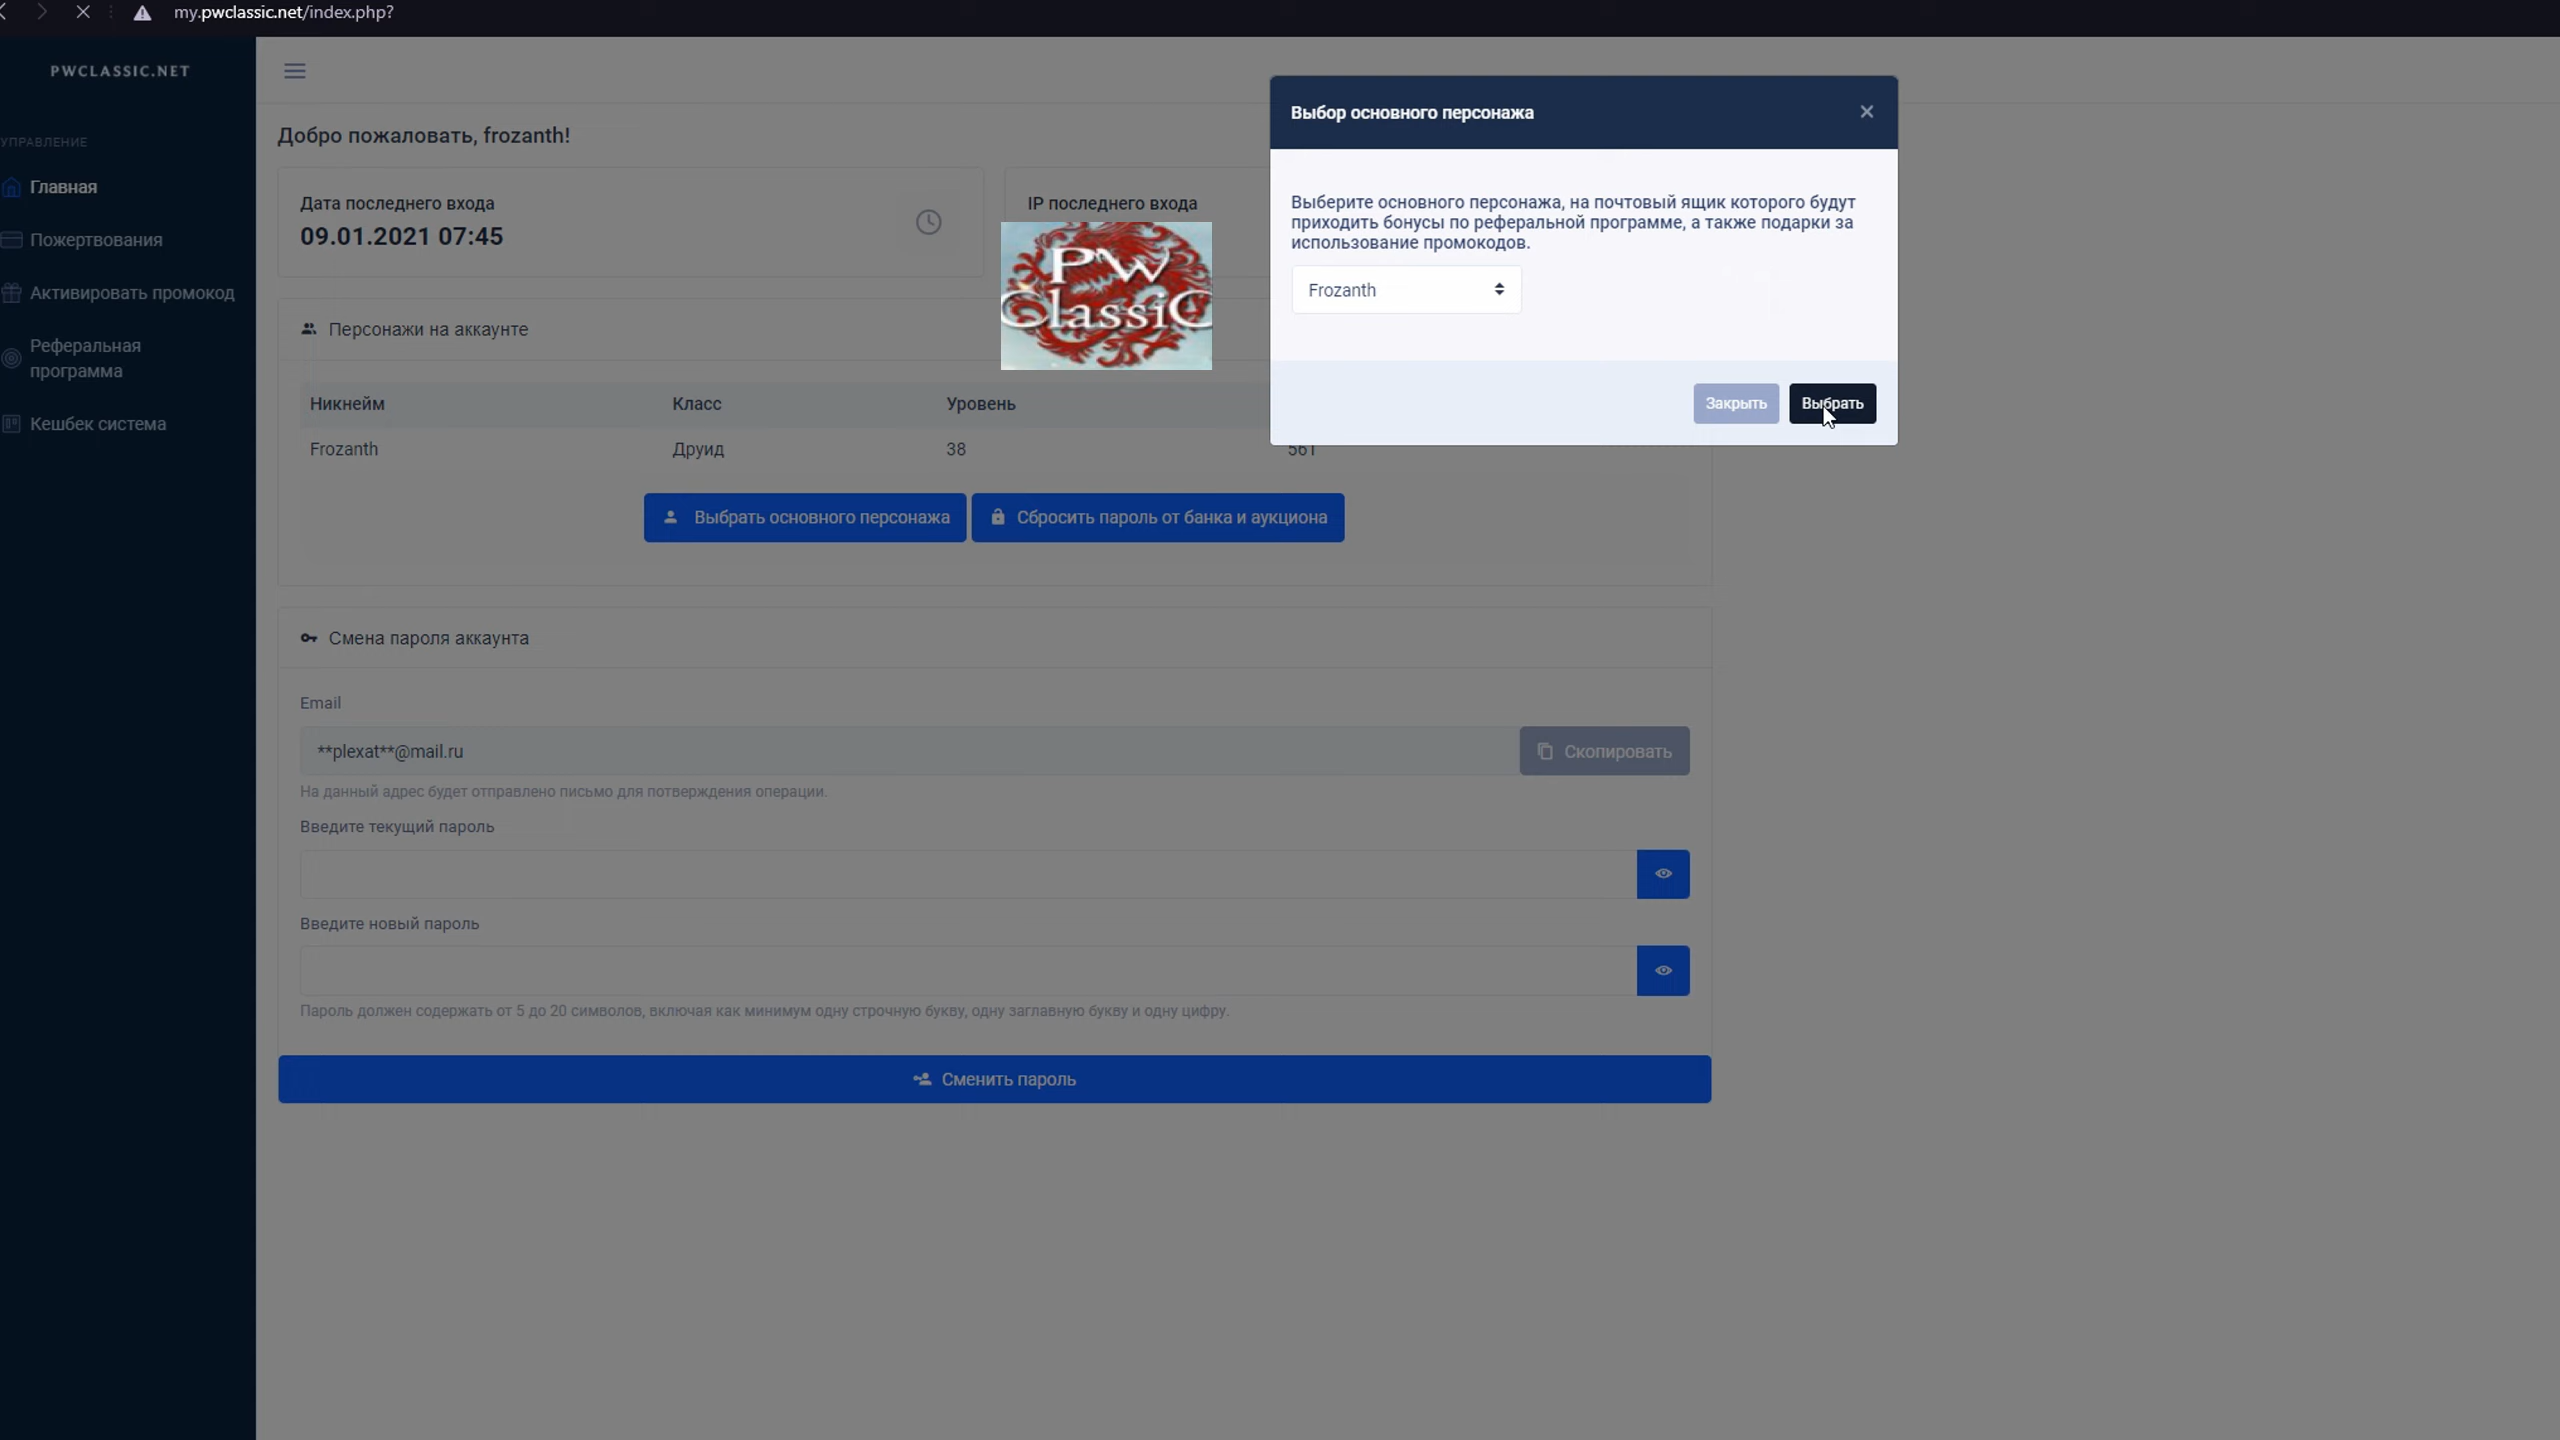 my.pwclassic.net/index.php?
PWCLASSIC.NET
УПРАВЛЕНИЕ
Главная
Пожертвования
Активировать промокод
Реферальная
программа
Кешбек система
Добро пожаловать, frozanth!
Дата последнего входа
09.01.2021 07:45
IP последнего входа
PW
ClassiC
Персонажи на аккаунте
Никнейм Класс Уровень
Frozanth Друид 38 561
Выбрать основного персонажа
Сбросить пароль от банка и аукциона
Выбор основного персонажа
Выберите основного персонажа, на почтовый ящик которого будут
приходить бонусы по реферальной программе, а также подарки за
использование промокодов.
Frozanth
Закрыть
Выбрать
Смена пароля аккаунта
Email
**plexat**@mail.ru
Скопировать
На данный адрес будет отправлено письмо для потверждения операции.
Введите текущий пароль
Введите новый пароль
Пароль должен содержать от 5 до 20 символов, включая как минимум одну строчную букву, одну заглавную букву и одну цифру.
Сменить пароль